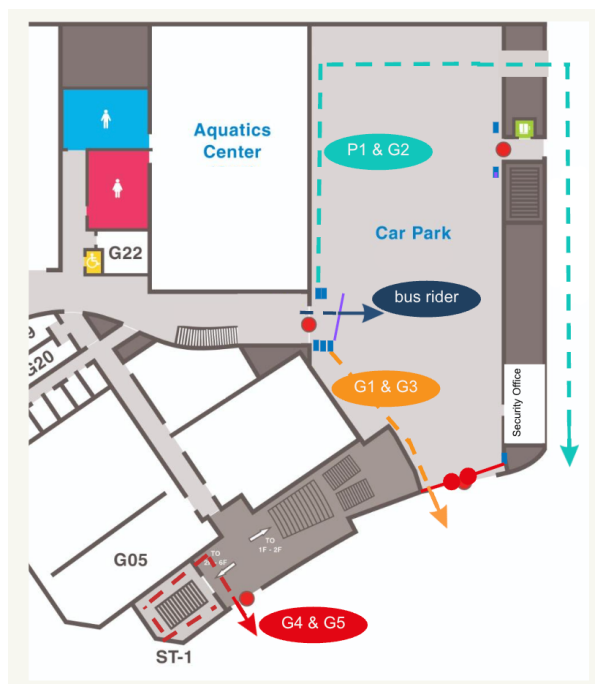 Aquatics
Center
P1 & G2
Car Park
G22
bus rider
G20
G1 & G3
Security Office
G05
TO
1F - 2F
TO
G4 & G5
ST-1